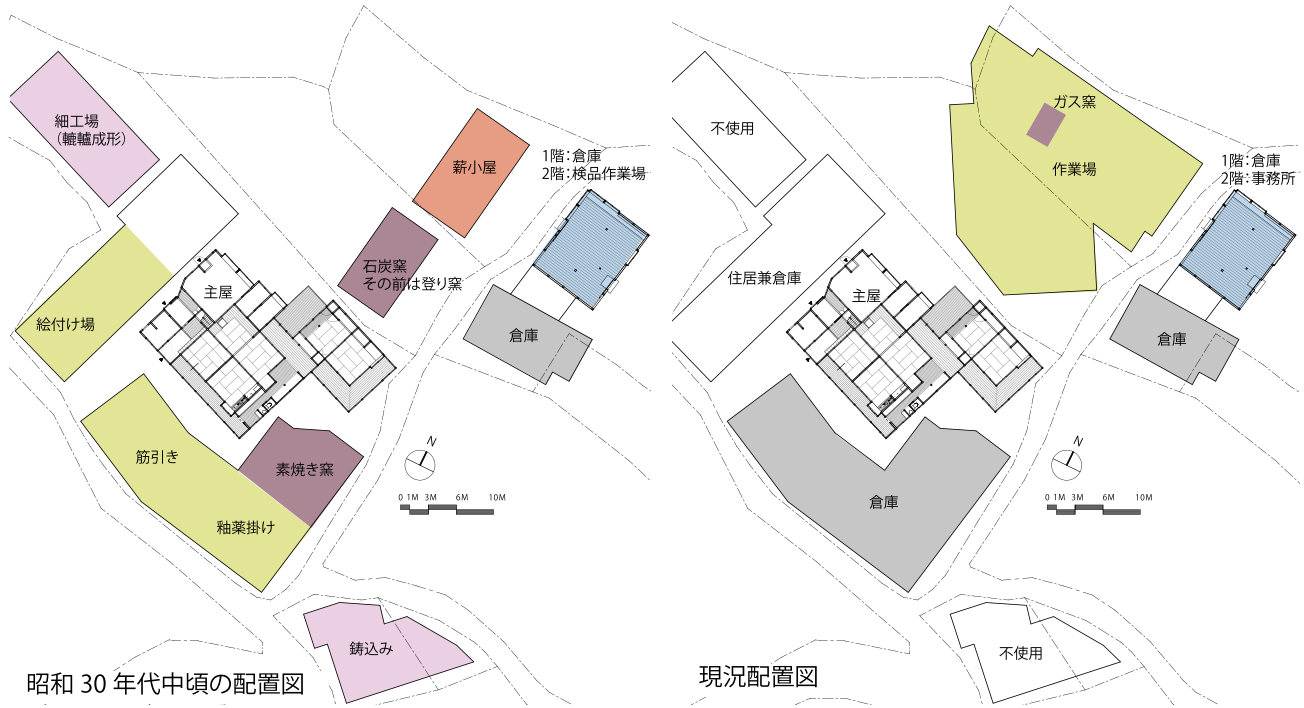 細工場
（轆轤成形）
薪小屋
1階：倉庫
2階：検品作業場
石炭窯
その前は登り窯
主屋
絵付け場
倉庫
筋引き
素焼き窯
釉薬掛け
N
0 1M 3M 6M 10M
鋳込み
昭和 30 年代中頃の配置図
ガス窯
不使用
作業場
1階：倉庫
2階：事務所
住居兼倉庫
主屋
倉庫
N
0 1M 3M 6M 10M
倉庫
不使用
現況配置図